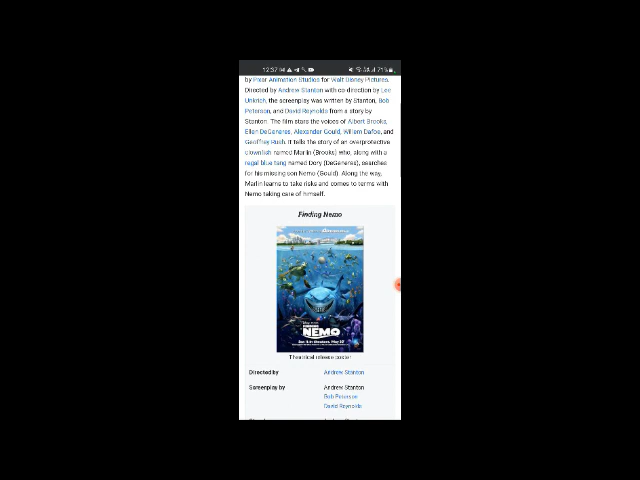 12:57
71%
by Pixar Animation Studios for Walt Disney Pictures.
Directed by Andrew Stanton with co-direction by Lee
Unkrich, the screenplay was written by Stanton, Bob
Peterson, and David Reynolds from a story by
Stanton. The film stars the voices of Albert Brooks,
Ellen DeGeneres, Alexander Gould, Willem Dafoe, and
Geoffrey Rush. It tells the story of an overprotective
clownfish named Marlin (Brooks) who, along with a
regal blue tang named Dory (DeGeneres), searches
for his missing son Nemo (Gould). Along the way,
Marlin learns to take risks and comes to terms with
Nemo taking care of himself.
Finding Nemo
FINDING
NEMO
Theatrical release poster
Directed by
Andrew Stanton
Screenplay by
Andrew Stanton
Bob Peterson
David Reynolds